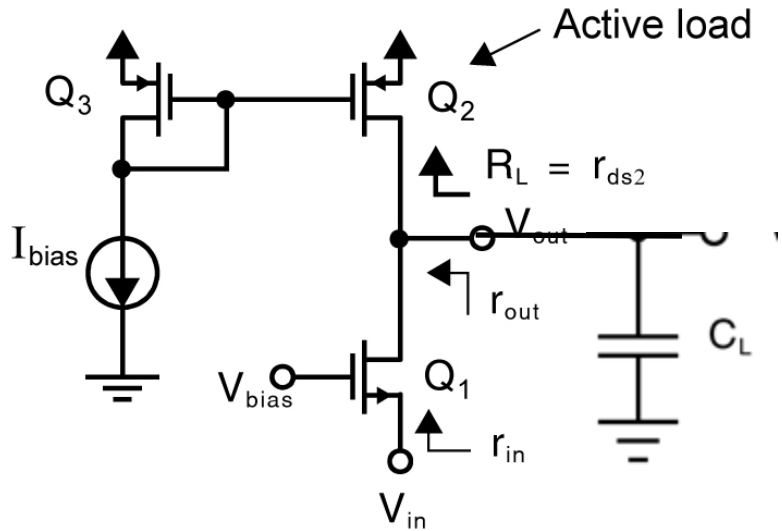 Active load
Q3
Q2
RL = rds2
Vout
Ibias
rout
CL
Vbias
Q1
rin
Vin